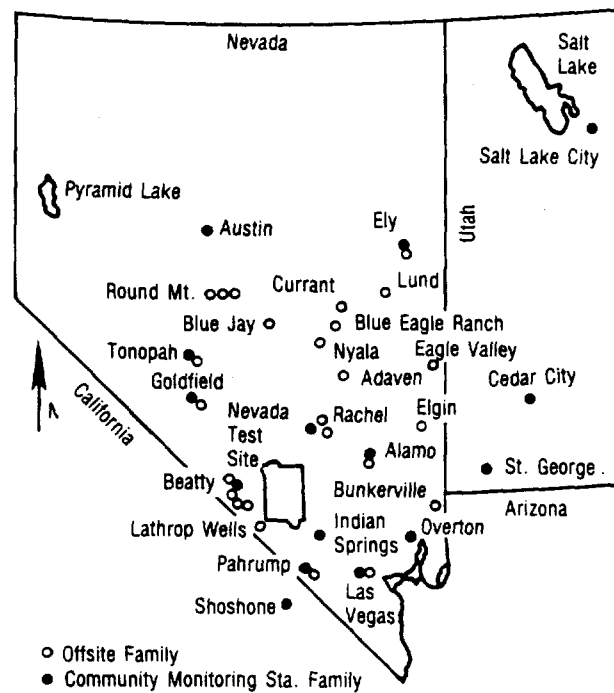 Nevada
Salt
Lake
Salt Lake City
Pyramid Lake
Austin
Ely
Utah
Currant
Lund
Round Mt.
Blue Jay
Blue Eagle Ranch
Tonopah
Nyala
Eagle Valley
Goldfield
Adaven
Cedar City
California
N
Nevada
Test
Site
Rachel
Elgin
Alamo
St. George
Beatty
Bunkerville
Arizona
Lathrop Wells
Indian
Springs
Overton
Pahrump
Las
Vegas
Shoshone
Offsite Family
Community Monitoring Sta. Family